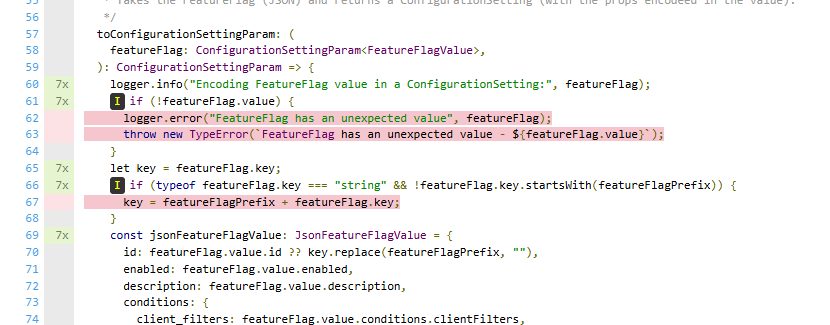 55 * Takes the FeatureFlag (JSON) and returns a ConfigurationSetting (with the props encodeed in the value).
56 */
57 toConfigurationSettingParam: (
58 featureFlag: ConfigurationSettingParam<FeatureFlagValue>,
59 ): ConfigurationSettingParam => {
60 7x logger.info("Encoding FeatureFlag value in a ConfigurationSetting:", featureFlag);
61 7x I if (!featureFlag.value) {
62 logger.error("FeatureFlag has an unexpected value", featureFlag);
63 throw new TypeError(`FeatureFlag has an unexpected value - ${featureFlag.value}`);
64 }
65 7x let key = featureFlag.key;
66 7x I if (typeof featureFlag.key === "string" && !featureFlag.key.startsWith(featureFlagPrefix)) {
67 key = featureFlagPrefix + featureFlag.key;
68 }
69 7x const jsonFeatureFlagValue: JsonFeatureFlagValue = {
70 id: featureFlag.value.id ?? key.replace(featureFlagPrefix, ""),
71 enabled: featureFlag.value.enabled,
72 description: featureFlag.value.description,
73 conditions: {
74 client_filters: featureFlag.value.conditions.clientFilters,